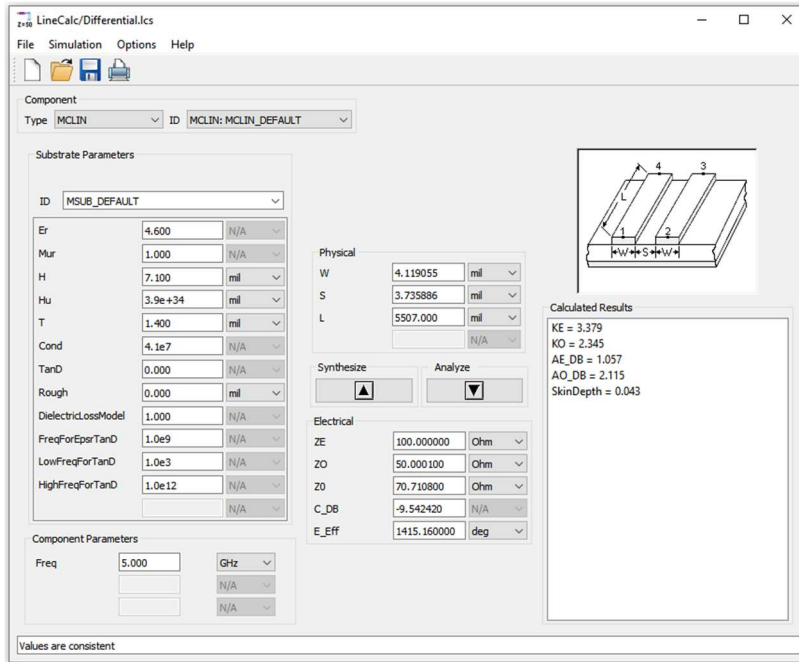 LineCalc/Differential.lcs
File Simulation Options Help
Component
Type MCLIN ID MCLIN: MCLIN_DEFAULT
Substrate Parameters
ID MSUB_DEFAULT
Er 4.600 N/A
Mur 1.000 N/A
H 7.100 mil
Hu 3.9e+34 mil
T 1.400 mil
Cond 4.1e7 N/A
TanD 0.000 N/A
Rough 0.000 mil
DielectricLossModel 1.000 N/A
FreqForEpsrTanD 1.0e9 N/A
LowFreqForTanD 1.0e3 N/A
HighFreqForTanD 1.0e12 N/A
N/A
Component Parameters
Freq 5.000 GHz
N/A
N/A
Physical
W 4.119055 mil
S 3.735886 mil
L 5507.000 mil
N/A
Synthesize Analyze
Electrical
ZE 100.000000 Ohm
ZO 50.000100 Ohm
Z0 70.710800 Ohm
C_DB -9.542420 N/A
E_Eff 1415.160000 deg
4 3
L
1 2
W S W
Calculated Results
KE = 3.379
KO = 2.345
AE_DB = 1.057
AO_DB = 2.115
SkinDepth = 0.043
Values are consistent